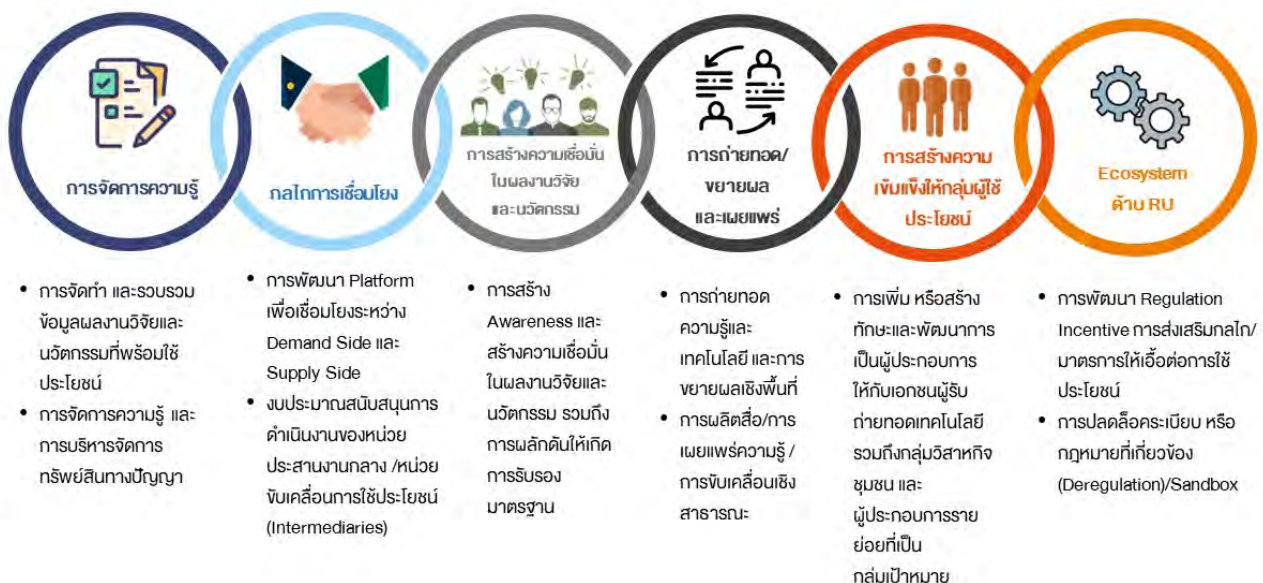 การจัดการความรู้
กลไกการเชื่อมโยง
การสร้างความเชื่อมั่น
ในผลงานวิจัย
และนวัตกรรม
การถ่ายทอด/
ขยายผล
และเผยแพร่
การสร้างความ
เข้มแข็งให้กลุ่มผู้ใช้
ประโยชน์
Ecosystem
ด้าน RU
• การจัดทำ และรวบรวม
ข้อมูลผลงานวิจัยและ
นวัตกรรมที่พร้อมใช้
ประโยชน์
• การจัดการความรู้ และ
การบริหารจัดการ
ทรัพย์สินทางปัญญา
• การพัฒนา Platform
เพื่อเชื่อมโยงระหว่าง
Demand Side และ
Supply Side
• งบประมาณสนับสนุนการ
ดำเนินงานของหน่วย
ประสานงานกลาง /หน่วย
ขับเคลื่อนการใช้ประโยชน์
(Intermediaries)
• การสร้าง
Awareness และ
สร้างความเชื่อมั่น
ในผลงานวิจัยและ
นวัตกรรม รวมถึง
การผลักดันให้เกิด
การรับรอง
มาตรฐาน
• การถ่ายทอด
ความรู้และ
เทคโนโลยี และการ
ขยายผลเชิงพื้นที่
• การผลิตสื่อ/การ
เผยแพร่ความรู้ /
การขับเคลื่อนเชิง
สาธารณะ
• การเพิ่ม หรือสร้าง
ทักษะและพัฒนาการ
เป็นผู้ประกอบการ
ให้กับเอกชนผู้รับ
ถ่ายทอดเทคโนโลยี
รวมถึงกลุ่มวิสาหกิจ
ชุมชน และ
ผู้ประกอบการราย
ย่อยที่เป็น
กลุ่มเป้าหมาย
• การพัฒนา Regulation
Incentive การส่งเสริมกลไก/
มาตรการให้เอื้อต่อการใช้
ประโยชน์
• การปลดล็อคระเบียบ หรือ
กฎหมายที่เกี่ยวข้อง
(Deregulation)/Sandbox